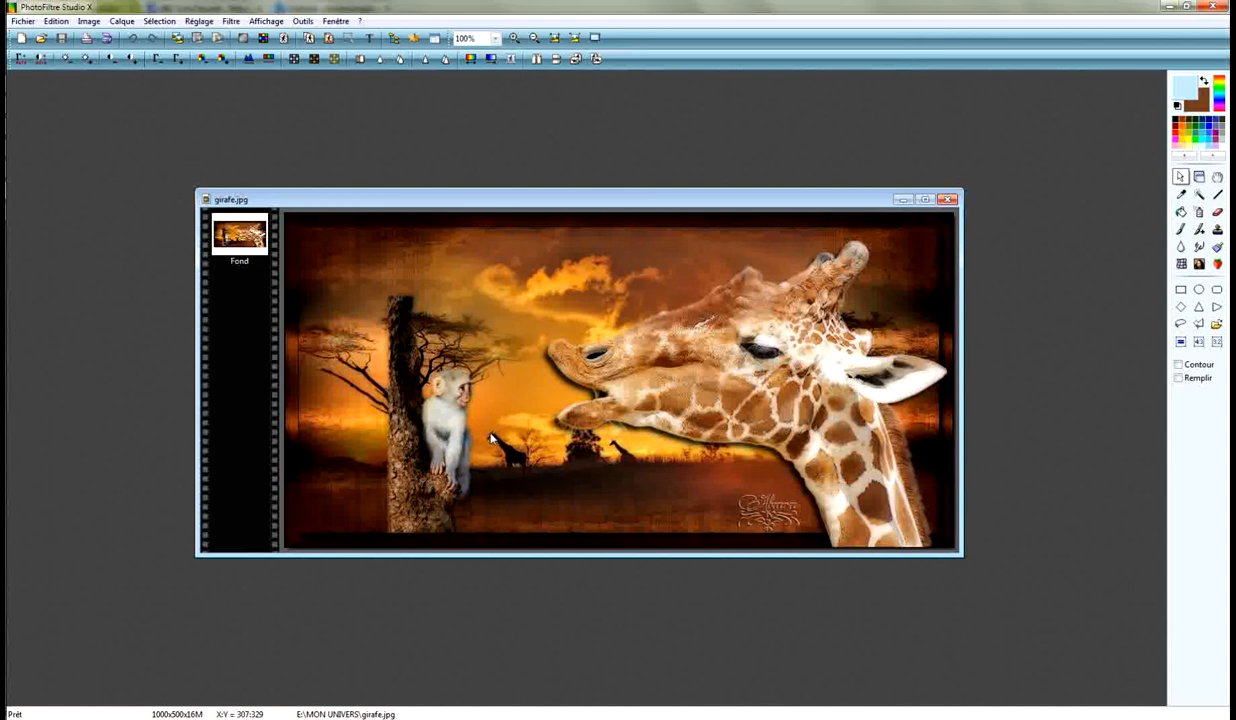 PhotoFiltre Studio X
Fichier Edition Image Calque Sélection Réglage Filtre Affichage Outils Fenêtre ?
100%
girafe.jpg
Fond
Contour
Remplir
Prêt 1000x500x16M X:Y = 307:329 E:\MON UNIVERS\girafe.jpg